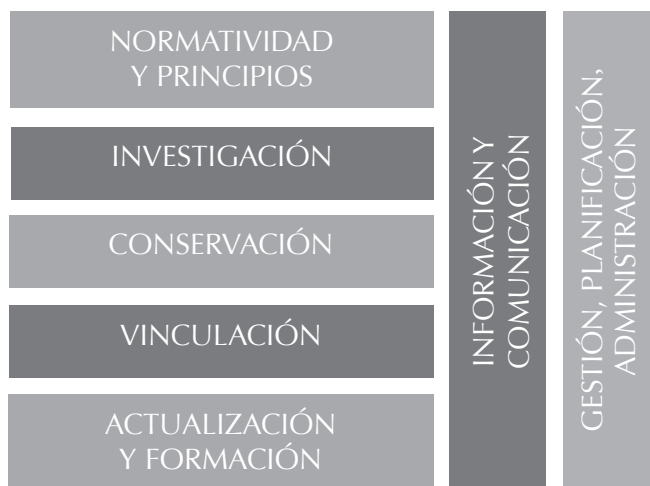 NORMATIVIDAD
Y PRINCIPIOS
INVESTIGACIÓN
CONSERVACIÓN
VINCULACIÓN
ACTUALIZACIÓN
Y FORMACIÓN
INFORMACIÓN Y
COMUNICACIÓN
GESTIÓN, PLANIFICACIÓN,
ADMINISTRACIÓN